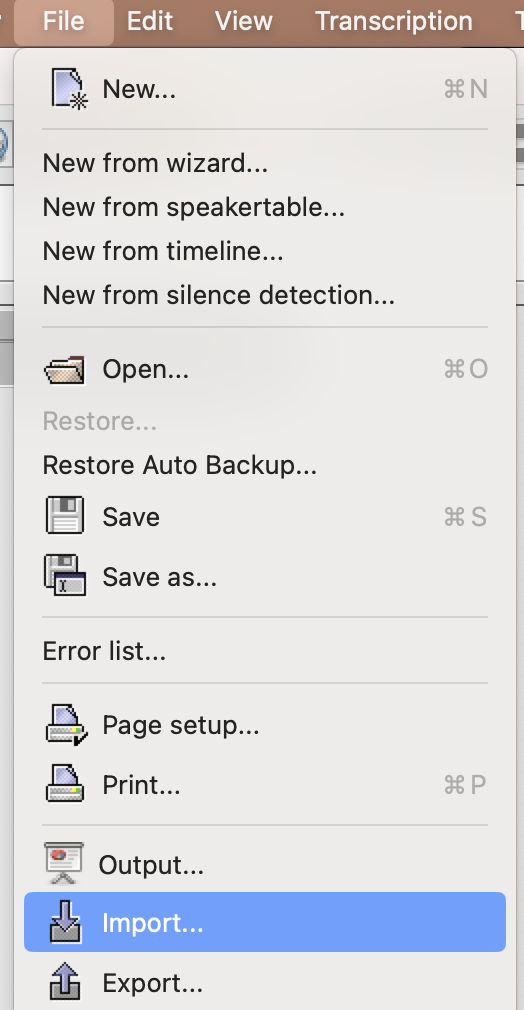 File Edit View Transcription
New... ⌘N
New from wizard...
New from speakertable...
New from timeline...
New from silence detection...
Open... ⌘O
Restore...
Restore Auto Backup...
Save ⌘S
Save as...
Error list...
Page setup...
Print... ⌘P
Output...
Import...
Export...